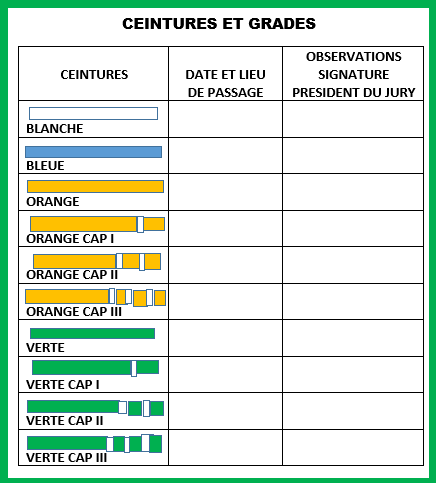 CEINTURES ET GRADES
CEINTURES
DATE ET LIEU
DE PASSAGE
OBSERVATIONS
SIGNATURE
PRESIDENT DU JURY
BLANCHE
BLEUE
ORANGE
ORANGE CAP I
ORANGE CAP II
ORANGE CAP III
VERTE
VERTE CAP I
VERTE CAP II
VERTE CAP III